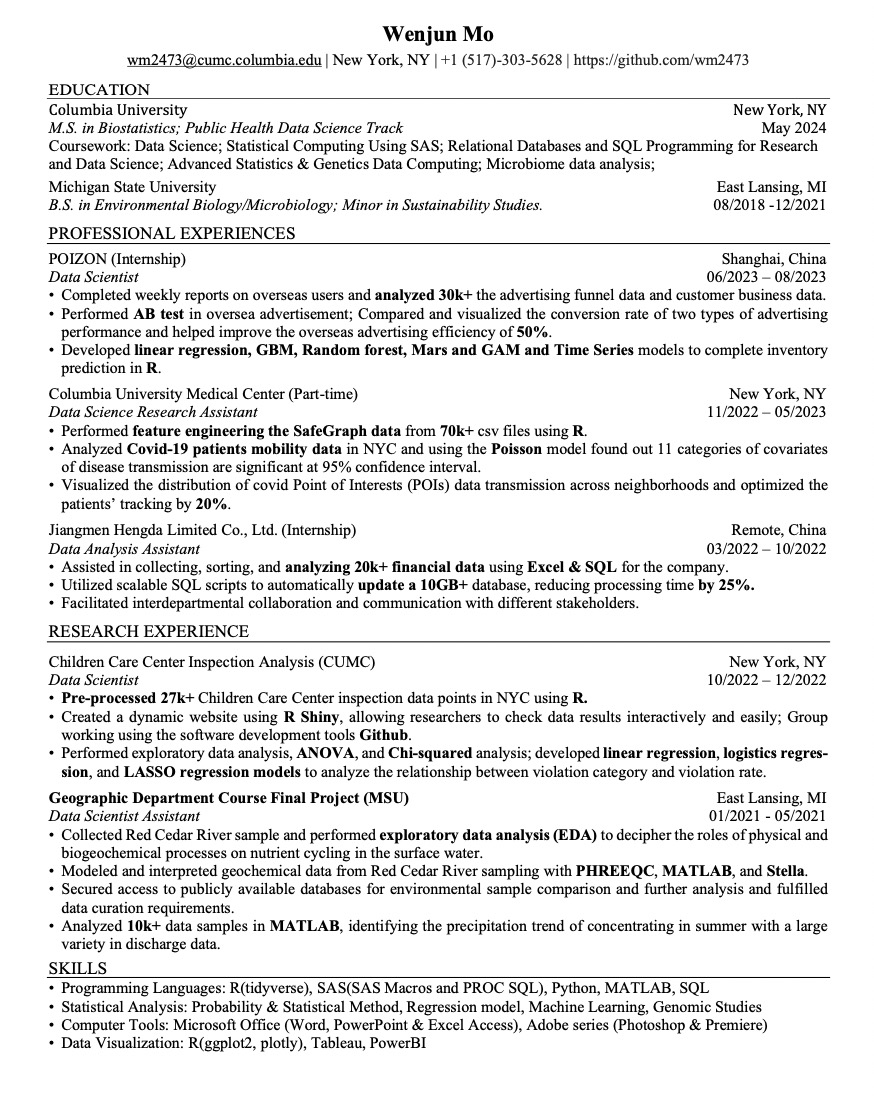 Wenjun Mo
wm2473@cumc.columbia.edu | New York, NY | +1 (517)-303-5628 | https://github.com/wm2473
EDUCATION
Columbia University New York, NY
M.S. in Biostatistics; Public Health Data Science Track May 2024
Coursework: Data Science; Statistical Computing Using SAS; Relational Databases and SQL Programming for Research
and Data Science; Advanced Statistics & Genetics Data Computing; Microbiome data analysis;
Michigan State University East Lansing, MI
B.S. in Environmental Biology/Microbiology; Minor in Sustainability Studies. 08/2018 -12/2021
PROFESSIONAL EXPERIENCES
POIZON (Internship) Shanghai, China
Data Scientist 06/2023 – 08/2023
• Completed weekly reports on overseas users and analyzed 30k+ the advertising funnel data and customer business data.
• Performed AB test in oversea advertisement; Compared and visualized the conversion rate of two types of advertising
performance and helped improve the overseas advertising efficiency of 50%.
• Developed linear regression, GBM, Random forest, Mars and GAM and Time Series models to complete inventory
prediction in R.
Columbia University Medical Center (Part-time) New York, NY
Data Science Research Assistant 11/2022 – 05/2023
• Performed feature engineering the SafeGraph data from 70k+ csv files using R.
• Analyzed Covid-19 patients mobility data in NYC and using the Poisson model found out 11 categories of covariates
of disease transmission are significant at 95% confidence interval.
• Visualized the distribution of covid Point of Interests (POIs) data transmission across neighborhoods and optimized the
patients’ tracking by 20%.
Jiangmen Hengda Limited Co., Ltd. (Internship) Remote, China
Data Analysis Assistant 03/2022 – 10/2022
• Assisted in collecting, sorting, and analyzing 20k+ financial data using Excel & SQL for the company.
• Utilized scalable SQL scripts to automatically update a 10GB+ database, reducing processing time by 25%.
• Facilitated interdepartmental collaboration and communication with different stakeholders.
RESEARCH EXPERIENCE
Children Care Center Inspection Analysis (CUMC) New York, NY
Data Scientist 10/2022 – 12/2022
• Pre-processed 27k+ Children Care Center inspection data points in NYC using R.
• Created a dynamic website using R Shiny, allowing researchers to check data results interactively and easily; Group
working using the software development tools Github.
• Performed exploratory data analysis, ANOVA, and Chi-squared analysis; developed linear regression, logistics regres-
sion, and LASSO regression models to analyze the relationship between violation category and violation rate.
Geographic Department Course Final Project (MSU) East Lansing, MI
Data Scientist Assistant 01/2021 - 05/2021
• Collected Red Cedar River sample and performed exploratory data analysis (EDA) to decipher the roles of physical and
biogeochemical processes on nutrient cycling in the surface water.
• Modeled and interpreted geochemical data from Red Cedar River sampling with PHREEQC, MATLAB, and Stella.
• Secured access to publicly available databases for environmental sample comparison and further analysis and fulfilled
data curation requirements.
• Analyzed 10k+ data samples in MATLAB, identifying the precipitation trend of concentrating in summer with a large
variety in discharge data.
SKILLS
• Programming Languages: R(tidyverse), SAS(SAS Macros and PROC SQL), Python, MATLAB, SQL
• Statistical Analysis: Probability & Statistical Method, Regression model, Machine Learning, Genomic Studies
• Computer Tools: Microsoft Office (Word, PowerPoint & Excel Access), Adobe series (Photoshop & Premiere)
• Data Visualization: R(ggplot2, plotly), Tableau, PowerBI